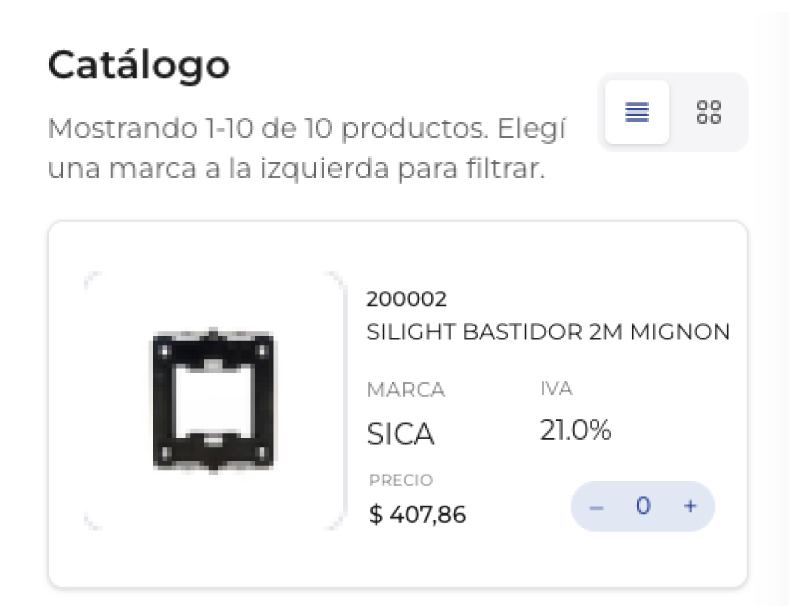 Catálogo
Mostrando 1-10 de 10 productos. Elegí
una marca a la izquierda para filtrar.
200002
SILIGHT BASTIDOR 2M MIGNON
MARCA
IVA
SICA
21.0%
PRECIO
$ 407,86
– 0 +